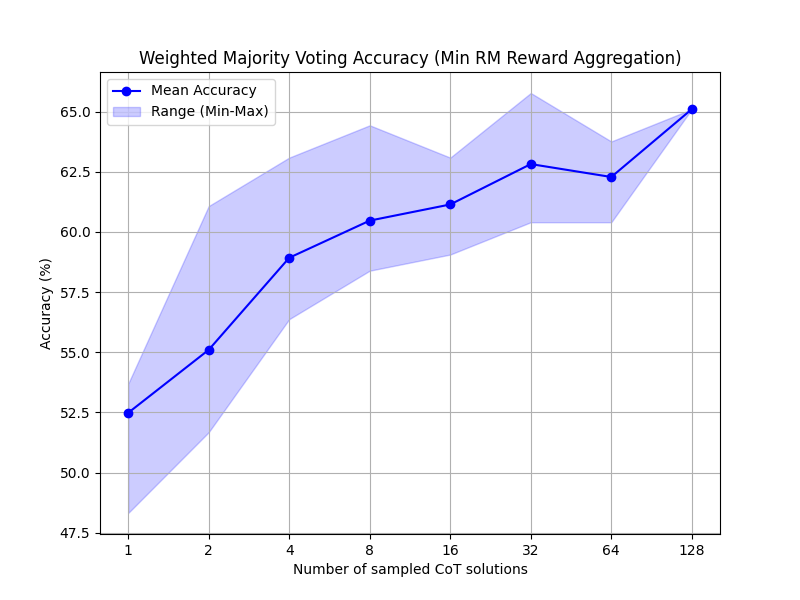 Weighted Majority Voting Accuracy (Min RM Reward Aggregation)
Mean Accuracy
Range (Min-Max)
65.0
62.5
60.0
57.5
55.0
52.5
50.0
47.5
Accuracy (%)
1 2 4 8 16 32 64 128
Number of sampled CoT solutions